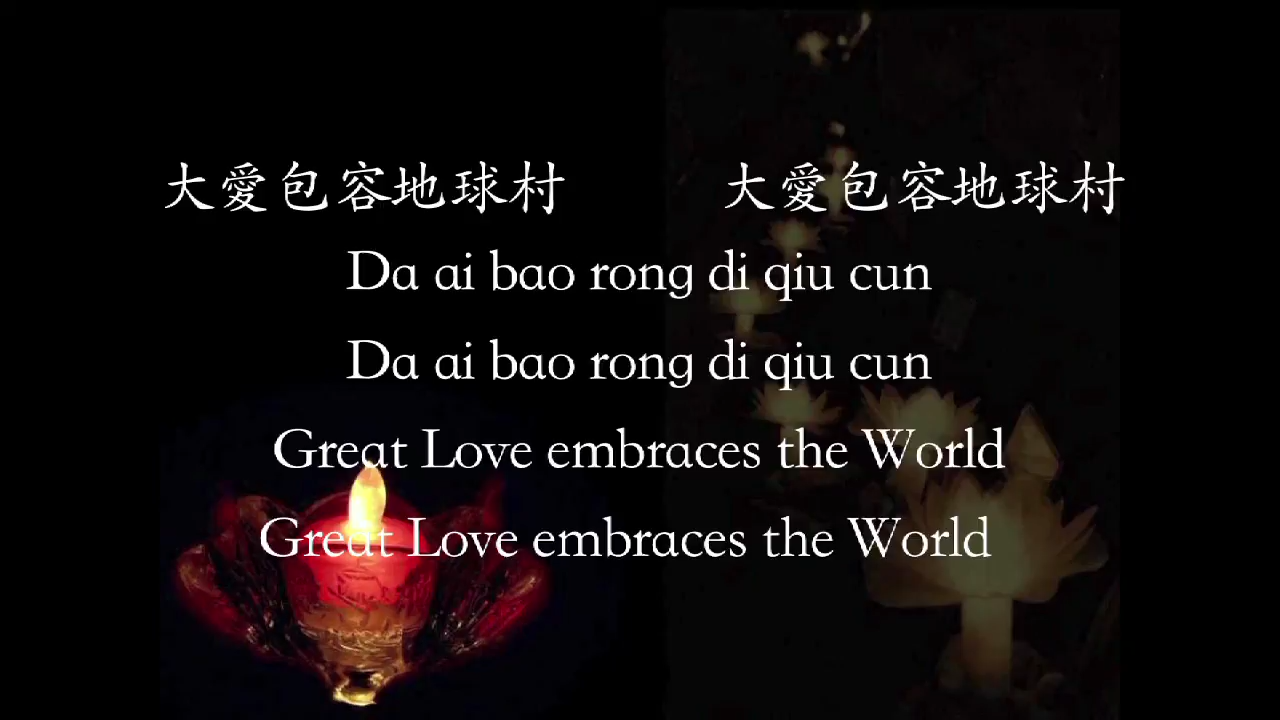 大愛包容地球村 大愛包容地球村
Da ai bao rong di qiu cun
Da ai bao rong di qiu cun
Great Love embraces the World
Great Love embraces the World